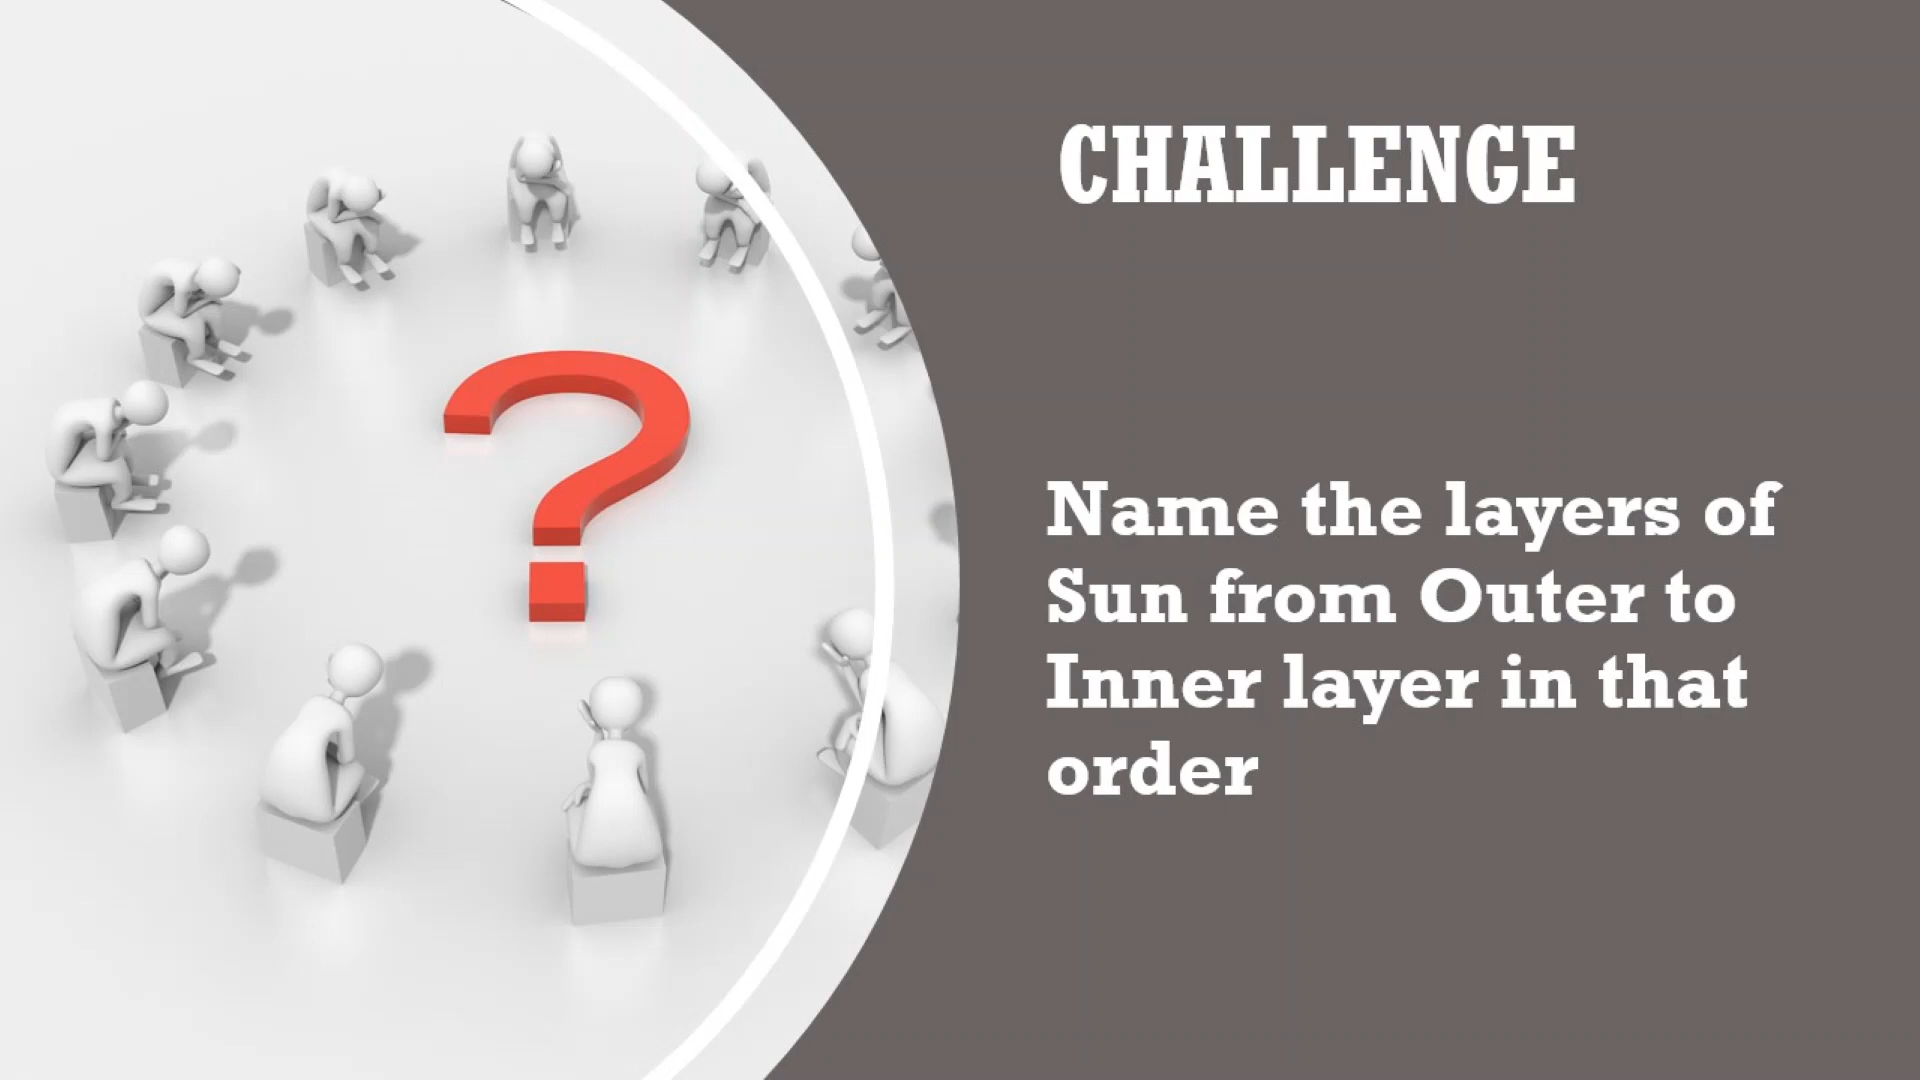 CHALLENGE
Name the layers of
Sun from Outer to
Inner layer in that
order